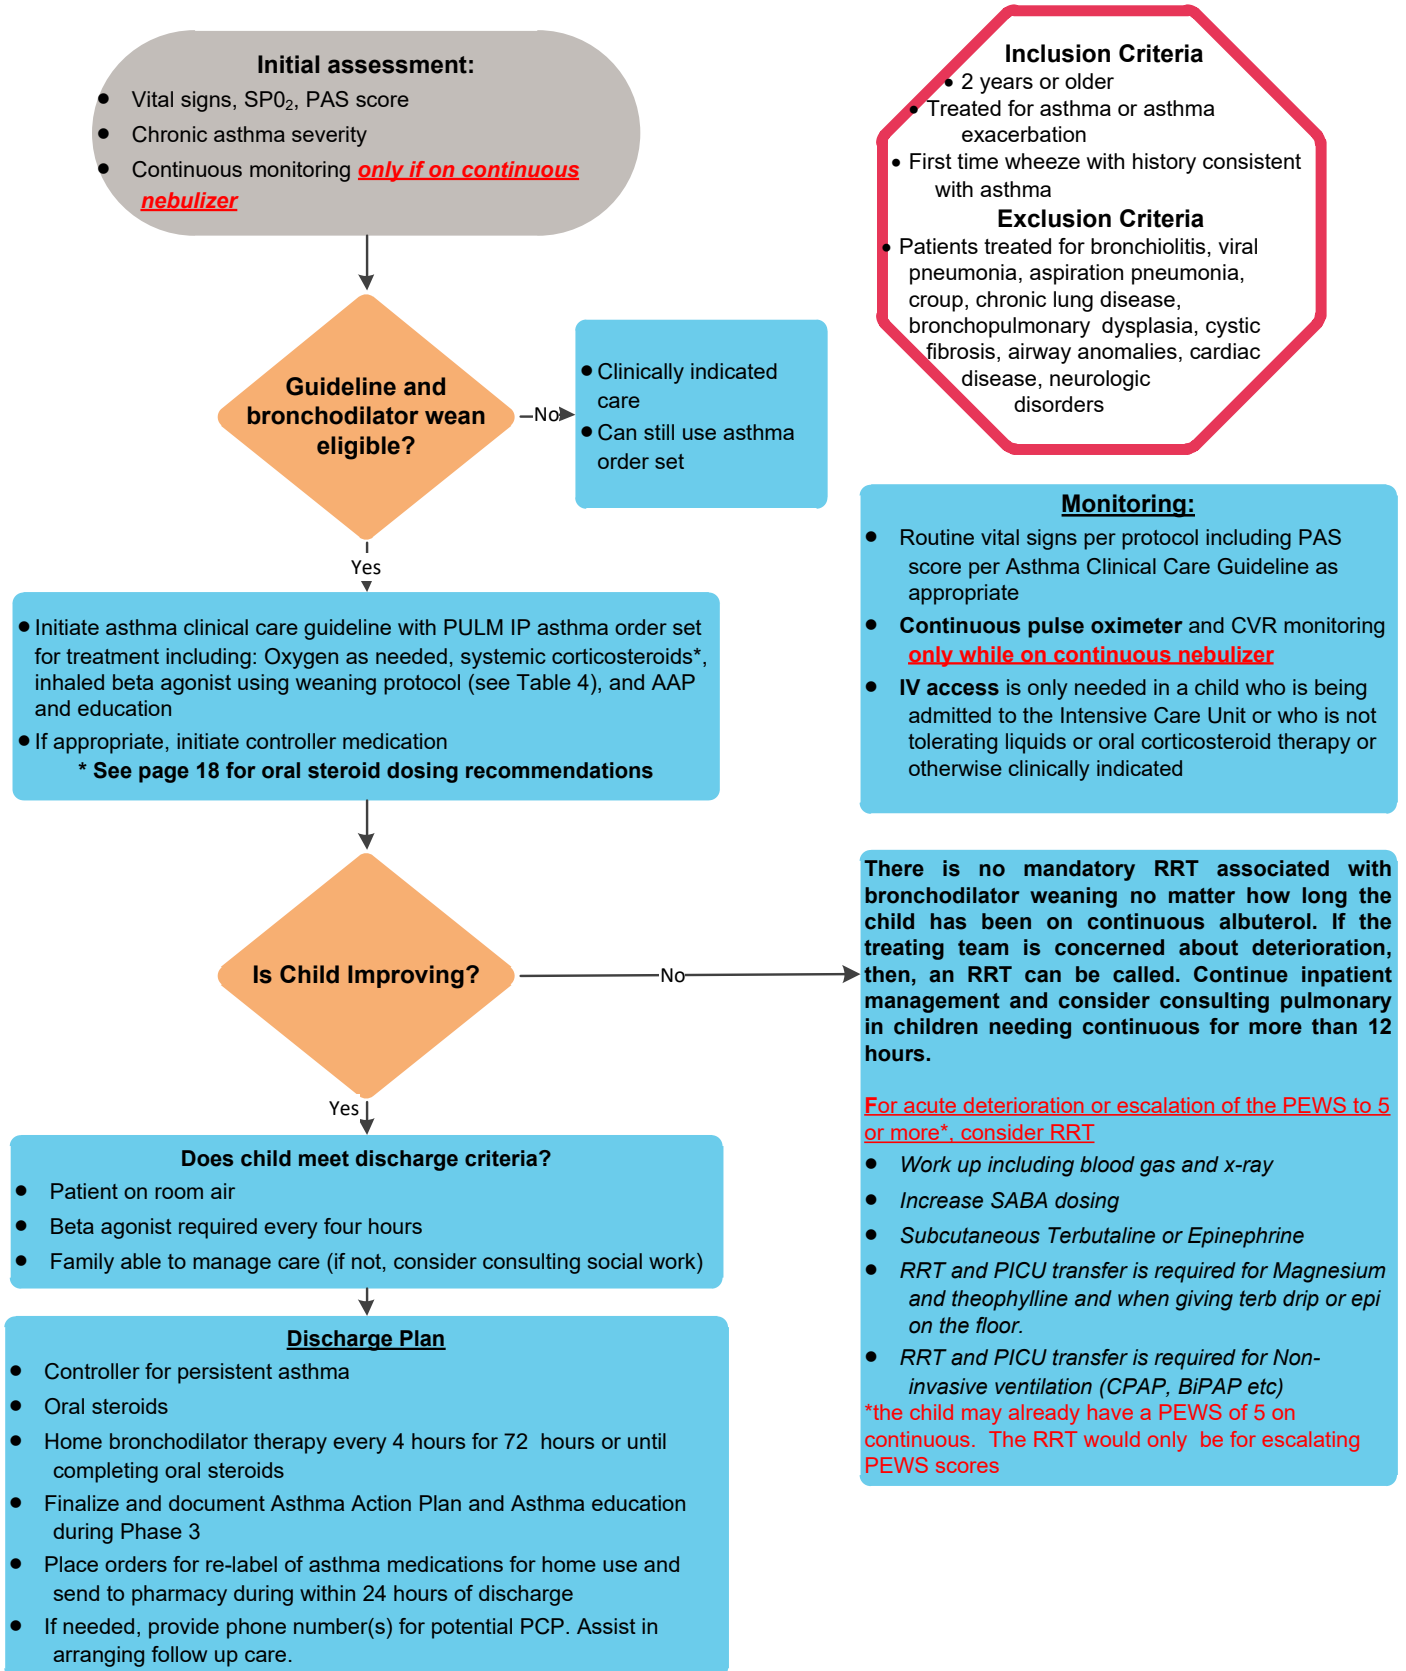 Initial assessment:
● Vital signs, SP0₂, PAS score
● Chronic asthma severity
● Continuous monitoring only if on continuous
nebulizer
Inclusion Criteria
● 2 years or older
● Treated for asthma or asthma
exacerbation
● First time wheeze with history consistent
with asthma
Exclusion Criteria
● Patients treated for bronchiolitis, viral
pneumonia, aspiration pneumonia,
croup, chronic lung disease,
bronchopulmonary dysplasia, cystic
fibrosis, airway anomalies, cardiac
disease, neurologic
disorders
Guideline and
bronchodilator wean
eligible?
No
● Clinically indicated
care
● Can still use asthma
order set
Yes
Monitoring:
● Routine vital signs per protocol including PAS
score per Asthma Clinical Care Guideline as
appropriate
● Continuous pulse oximeter and CVR monitoring
only while on continuous nebulizer
● IV access is only needed in a child who is being
admitted to the Intensive Care Unit or who is not
tolerating liquids or oral corticosteroid therapy or
otherwise clinically indicated
● Initiate asthma clinical care guideline with PULM IP asthma order set
for treatment including: Oxygen as needed, systemic corticosteroids*,
inhaled beta agonist using weaning protocol (see Table 4), and AAP
and education
● If appropriate, initiate controller medication
* See page 18 for oral steroid dosing recommendations
Is Child Improving?
No
There is no mandatory RRT associated with
bronchodilator weaning no matter how long the
child has been on continuous albuterol. If the
treating team is concerned about deterioration,
then, an RRT can be called. Continue inpatient
management and consider consulting pulmonary
in children needing continuous for more than 12
hours.
For acute deterioration or escalation of the PEWS to 5
or more*, consider RRT
● Work up including blood gas and x-ray
● Increase SABA dosing
● Subcutaneous Terbutaline or Epinephrine
● RRT and PICU transfer is required for Magnesium
and theophylline and when giving terb drip or epi
on the floor.
● RRT and PICU transfer is required for Non-
invasive ventilation (CPAP, BiPAP etc)
*the child may already have a PEWS of 5 on
continuous. The RRT would only be for escalating
PEWS scores
Yes
Does child meet discharge criteria?
● Patient on room air
● Beta agonist required every four hours
● Family able to manage care (if not, consider consulting social work)
Discharge Plan
● Controller for persistent asthma
● Oral steroids
● Home bronchodilator therapy every 4 hours for 72 hours or until
completing oral steroids
● Finalize and document Asthma Action Plan and Asthma education
during Phase 3
● Place orders for re-label of asthma medications for home use and
send to pharmacy during within 24 hours of discharge
● If needed, provide phone number(s) for potential PCP. Assist in
arranging follow up care.